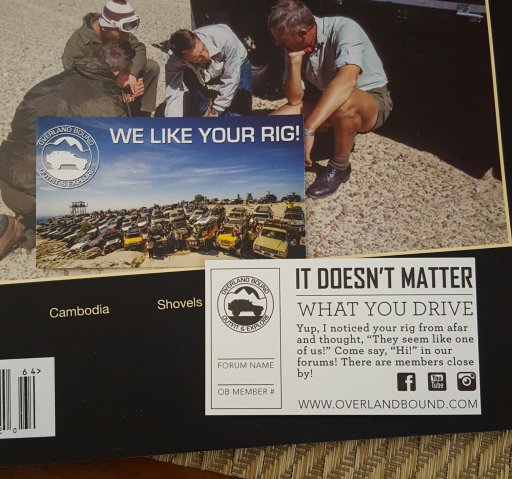 OVERLAND BOUND
OUTFIT & EXPLORE
WE LIKE YOUR RIG!
Cambodia
Shovels
OVERLAND BOUND
OUTFIT & EXPLORE
FORUM NAME
OB MEMBER #
IT DOESN'T MATTER
WHAT YOU DRIVE
Yup, I noticed your rig from afar
and thought, "They seem like one
of us!" Come say, "Hi!" in our
forums! There are members close
by!
You
Tube
WWW.OVERLANDBOUND.COM
64>